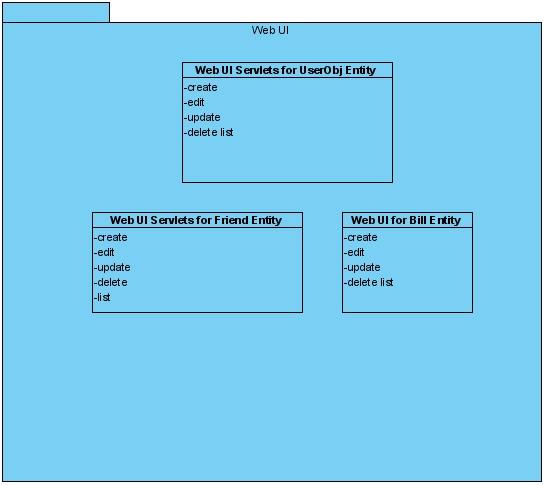 Web UI
Web UI Servlets for UserObj Entity
-create
-edit
-update
-delete list
Web UI Servlets for Friend Entity
-create
-edit
-update
-delete
-list
Web UI for Bill Entity
-create
-edit
-update
-delete list